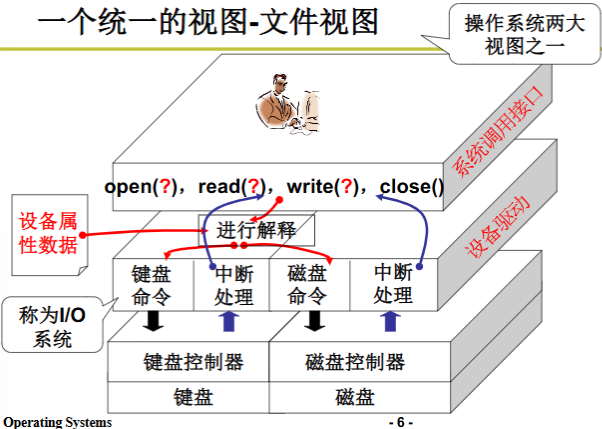 一个统一的视图-文件视图
操作系统两大
视图之一
系统调用接口
open(?)，read(?)，write(?)，close()
设备属
性数据
进行解释
设备驱动
键盘
命令
中断
处理
磁盘
命令
中断
处理
称为I/O
系统
键盘控制器
磁盘控制器
键盘
磁盘
Operating Systems
- 6 -